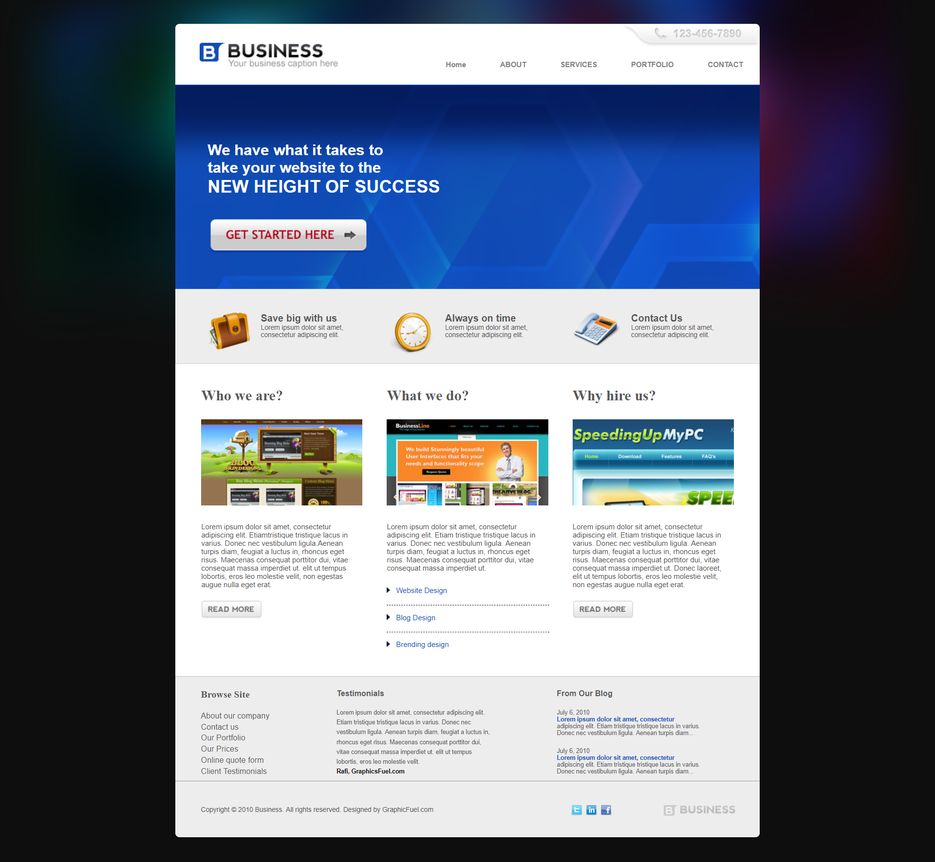 123-456-7890
B BUSINESS
Your business caption here
Home ABOUT SERVICES PORTFOLIO CONTACT
We have what it takes to
take your website to the
NEW HEIGHT OF SUCCESS
GET STARTED HERE
Save big with us
Lorem ipsum dolor sit amet,
consectetur adipiscing elit.
Always on time
Lorem ipsum dolor sit amet,
consectetur adipiscing elit.
Contact Us
Lorem ipsum dolor sit amet,
consectetur adipiscing elit.
Who we are?
Lorem ipsum dolor sit amet, consectetur
adipiscing elit. Etiamtristique tristique lacus in
varius. Donec nec vestibulum ligula.Aenean
turpis diam, feugiat a luctus in, rhoncus eget
risus. Maecenas consequat porttitor dui, vitae
consequat massa imperdiet ut. elit ut tempus
lobortis, eros leo molestie velit, non egestas
augue nulla eget erat.
READ MORE
What we do?
BusinessLine
We build Stunningly beautiful
User Interfaces that fits your
needs and functionality scope
Lorem ipsum dolor sit amet, consectetur
adipiscing elit. Etiam tristique tristique lacus in
varius. Donec nec vestibulum ligula. Aenean
turpis diam, feugiat a luctus in, rhoncus eget
risus. Maecenas consequat porttitor dui, vitae
consequat massa imperdiet ut.
Website Design
Blog Design
Brending design
Why hire us?
SpeedingUpMyPC
Home Download Features FAQ's
SPEE
Lorem ipsum dolor sit amet, consectetur
adipiscing elit. Etiam tristique tristique lacus in
varius. Donec nec vestibulum ligula. Aenean
turpis diam, feugiat a luctus in, rhoncus eget
risus. Maecenas consequat porttitor dui, vitae
consequat massa imperdiet ut. Donec laoreet,
elit ut tempus lobortis, eros leo molestie velit,
non egestas augue nulla eget erat.
READ MORE
Browse Site
About our company
Contact us
Our Portfolio
Our Prices
Online quote form
Client Testimonials
Testimonials
Lorem ipsum dolor sit amet, consectetur adipiscing elit.
Etiam tristique tristique lacus in varius. Donec nec
vestibulum ligula. Aenean turpis diam, feugiat a luctus in,
rhoncus eget risus. Maecenas consequat porttitor dui,
vitae consequat massa imperdiet ut ut tempus
lobortis, eros leo molestie velit.
Rafi, GraphicsFuel.com
From Our Blog
July 6, 2010
Lorem ipsum dolor sit amet, consectetur
adipiscing elit. Etiam tristique tristique lacus in varius.
Donec nec vestibulum ligula. Aenean turpis diam...
July 6, 2010
Lorem ipsum dolor sit amet, consectetur
adipiscing elit. Etiam tristique tristique lacus in varius.
Donec nec vestibulum ligula. Aenean turpis diam...
Copyright © 2010 Business. All rights reserved. Designed by GraphicFuel.com
in f
B BUSINESS